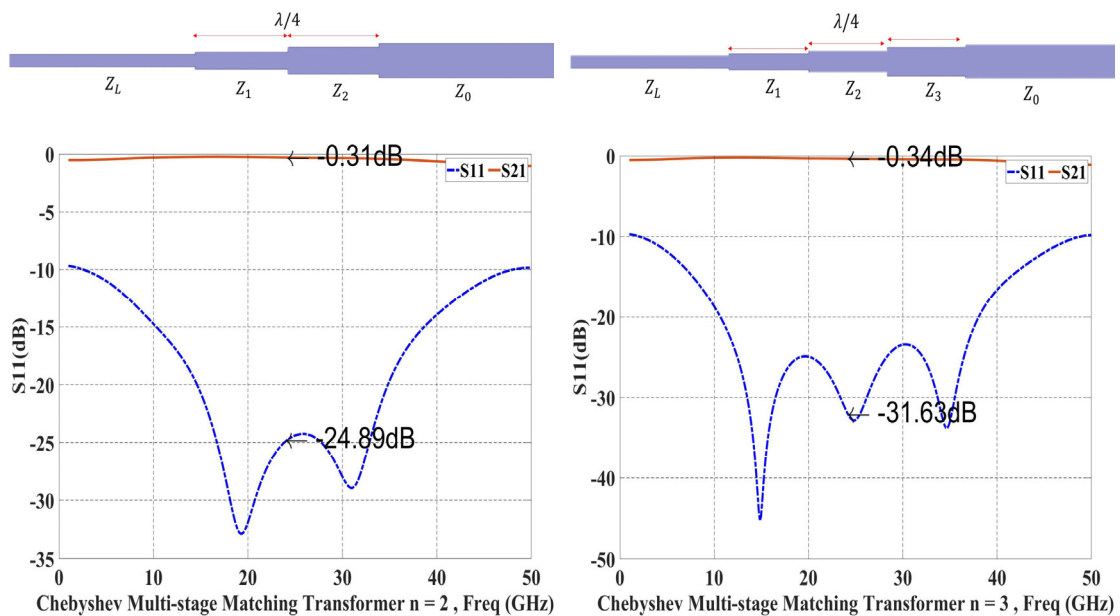 λ/4
Z_L
Z_1
Z_2
Z_0
0
-5
-10
-15
-20
-25
-30
-35
S11(dB)
←-0.31dB
S11 S21
←-24.89dB
0 10 20 30 40 50
Chebyshev Multi-stage Matching Transformer n = 2 , Freq (GHz)
λ/4
Z_L
Z_1
Z_2
Z_3
Z_0
0
-10
-20
-30
-40
-50
S11(dB)
←-0.34dB
S11 S21
←-31.63dB
0 10 20 30 40 50
Chebyshev Multi-stage Matching Transformer n = 3 , Freq (GHz)